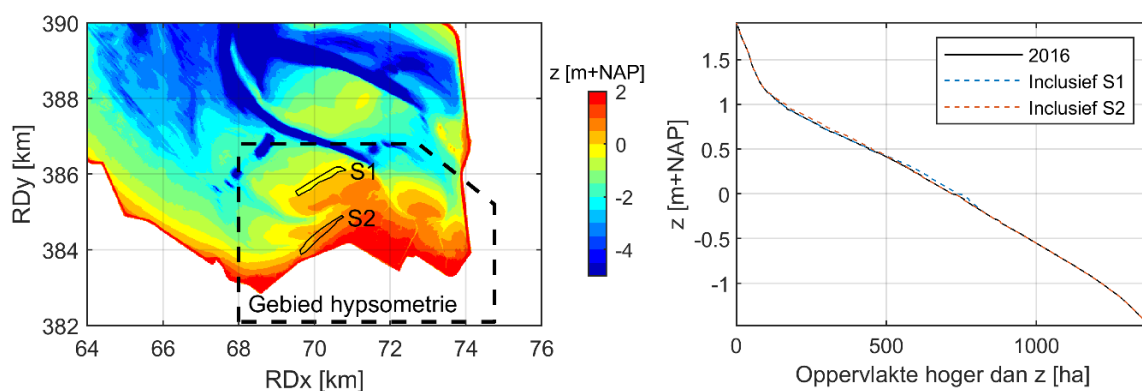 390
388
386
384
382
RDy [km]
64
66
68
70
72
74
76
RDx [km]
S1
S2
Gebied hypsometrie
z [m+NAP]
2
0
-2
-4
1.5
1
0.5
0
-0.5
-1
z [m+NAP]
0
500
1000
Oppervlakte hoger dan z [ha]
2016
Inclusief S1
Inclusief S2